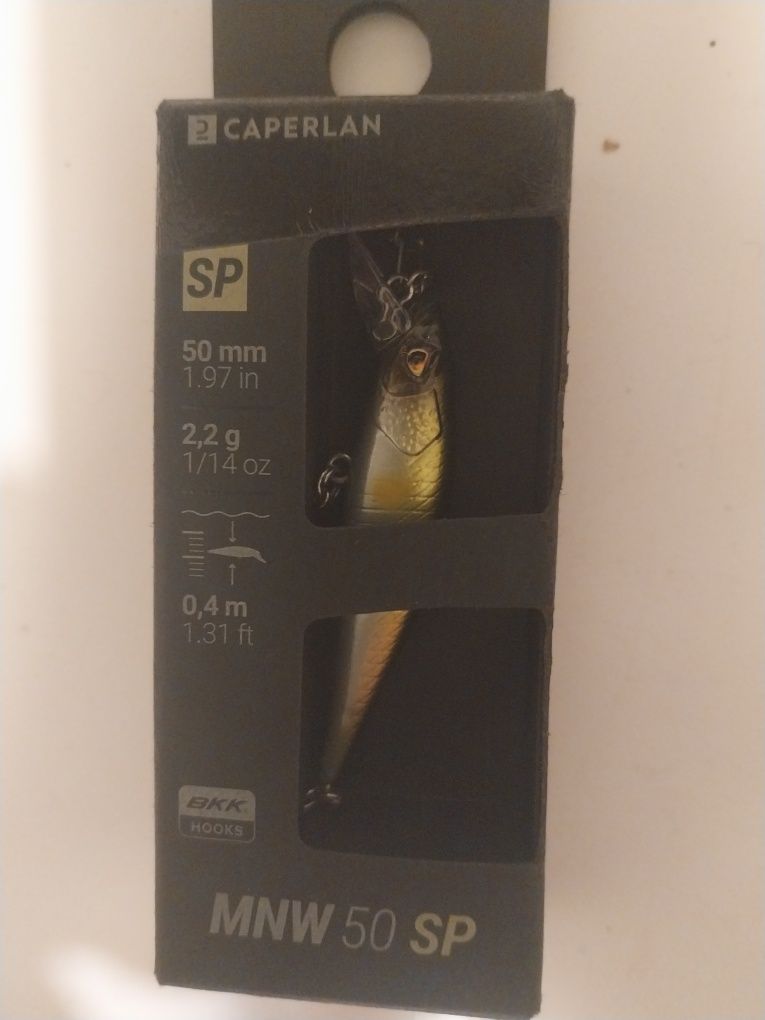 CAPERLAN
SP
50 mm
1.97 in
2,2 g
1/14 oz
0,4 m
1.31 ft
BKK
HOOKS
MNW 50 SP